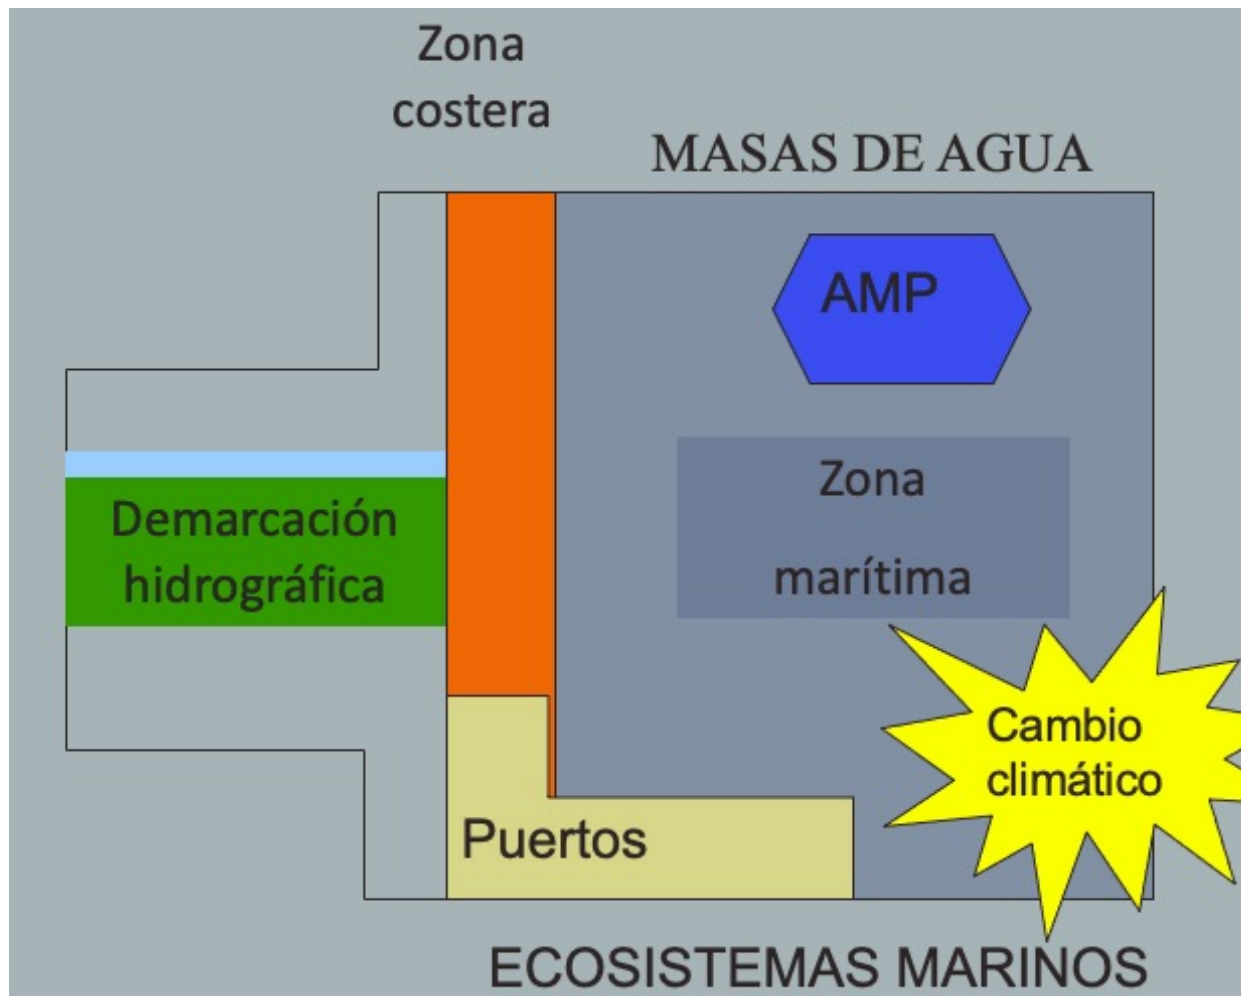 Zona
costera
MASAS DE AGUA
AMP
Zona
marítima
Demarcación
hidrográfica
Cambio
climático
Puertos
ECOSISTEMAS MARINOS